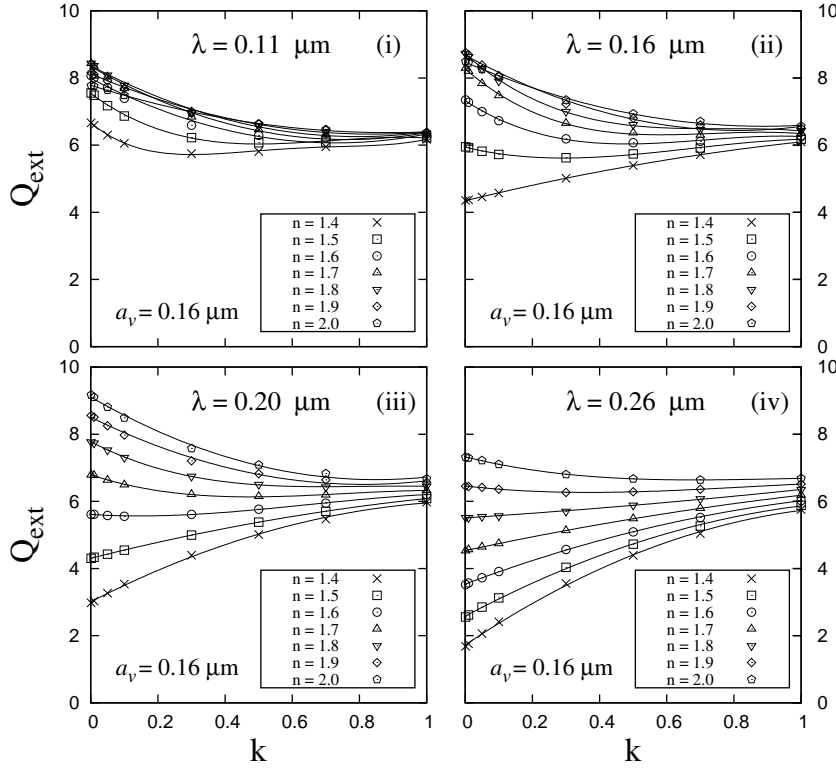 10
8
6
4
2
0
Q_ext
λ = 0.11 μm (i)
n = 1.4
n = 1.5
n = 1.6
n = 1.7
n = 1.8
n = 1.9
n = 2.0
a_v = 0.16 μm
λ = 0.16 μm (ii)
n = 1.4
n = 1.5
n = 1.6
n = 1.7
n = 1.8
n = 1.9
n = 2.0
a_v = 0.16 μm
10
8
6
4
2
0
10
8
6
4
2
0
Q_ext
λ = 0.20 μm (iii)
n = 1.4
n = 1.5
n = 1.6
n = 1.7
n = 1.8
n = 1.9
n = 2.0
a_v = 0.16 μm
0 0.2 0.4 0.6 0.8 1
k
λ = 0.26 μm (iv)
n = 1.4
n = 1.5
n = 1.6
n = 1.7
n = 1.8
n = 1.9
n = 2.0
a_v = 0.16 μm
10
8
6
4
2
0
0 0.2 0.4 0.6 0.8 1
k